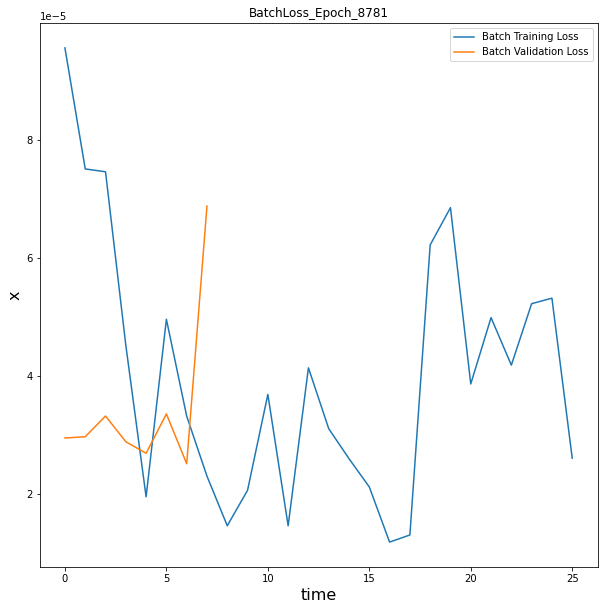 BatchLoss_Epoch_8781
1e−5
Batch Training Loss
Batch Validation Loss
8
6
4
2
x
0
5
10
15
20
25
time